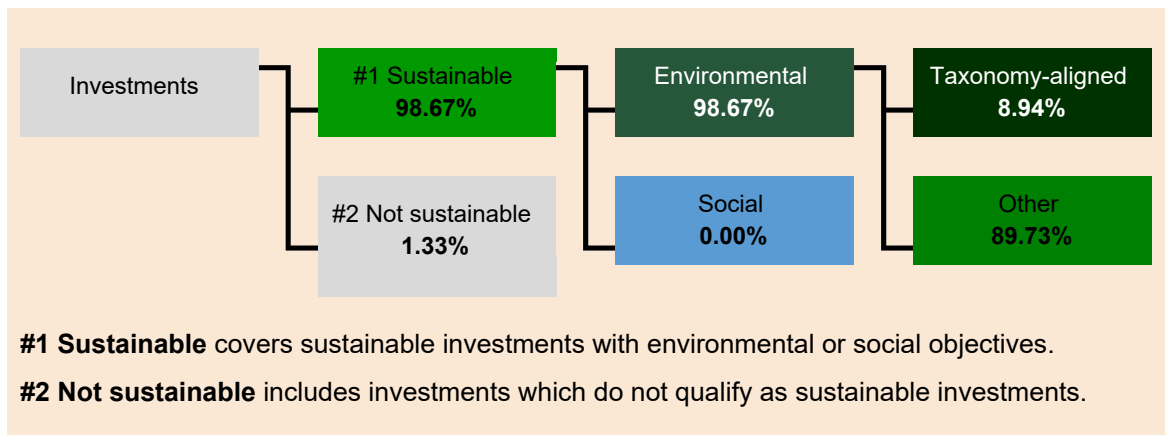 Investments
#1 Sustainable
98.67%
Environmental
98.67%
Taxonomy-aligned
8.94%
#2 Not sustainable
1.33%
Social
0.00%
Other
89.73%
#1 Sustainable covers sustainable investments with environmental or social objectives.
#2 Not sustainable includes investments which do not qualify as sustainable investments.